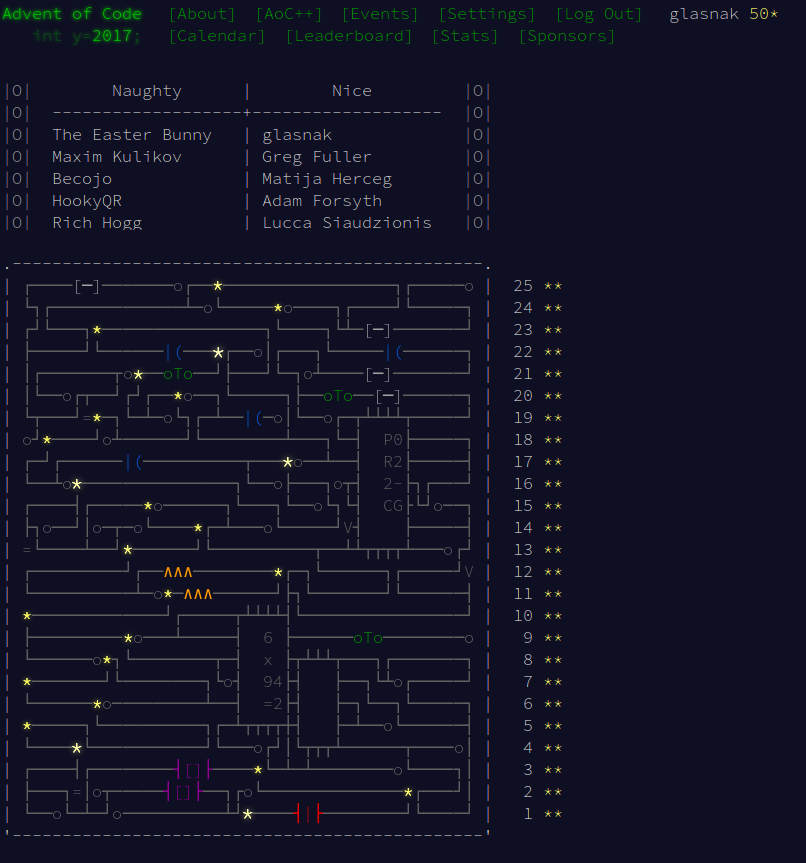 Advent of Code [About] [AoC++] [Events] [Settings] [Log Out] glasnak 50*
int y=2017; [Calendar] [Leaderboard] [Stats] [Sponsors]
|O| Naughty | Nice |O|
|O| -------------------+------------------- |O|
|O| The Easter Bunny | glasnak |O|
|O| Maxim Kulikov | Greg Fuller |O|
|O| Becojo | Matija Herceg |O|
|O| HookyQR | Adam Forsyth |O|
|O| Rich Hogg | Lucca Siaudzionis |O|
25 **
24 **
23 **
22 **
21 **
oTo
20 **
oTo
19 **
P0 18 **
R2 17 **
2- 16 **
CG 15 **
V 14 **
13 **
V 12 **
11 **
10 **
6 oTo 9 **
x 8 **
94 7 **
=2 6 **
5 **
4 **
3 **
2 **
1 **